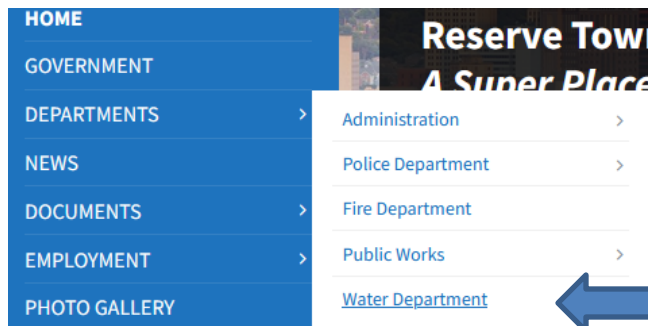 HOME
GOVERNMENT
DEPARTMENTS
NEWS
DOCUMENTS
EMPLOYMENT
PHOTO GALLERY
Reserve Tow
A Super Place
Administration
Police Department
Fire Department
Public Works
Water Department